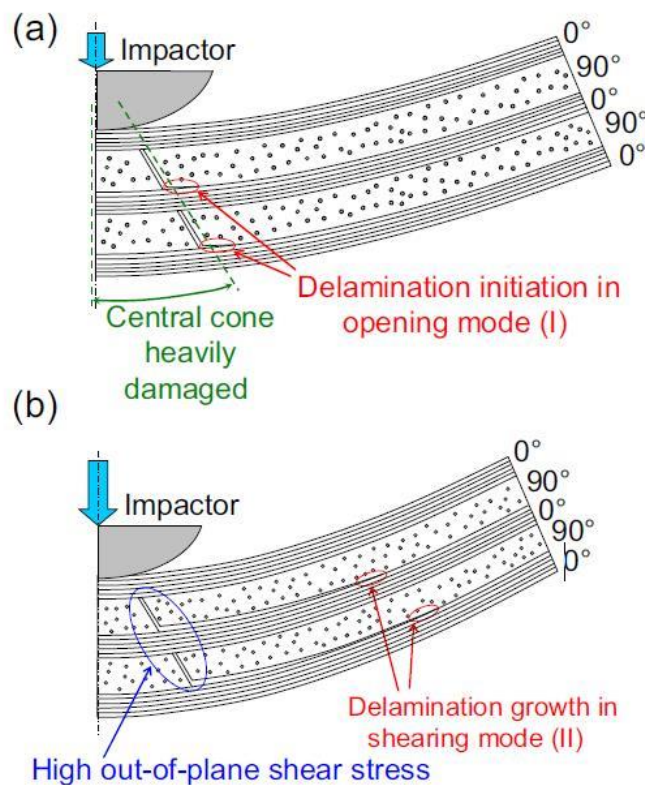 (a)
Impactor
0°
90°
0°
90°
0°
Delamination initiation in
opening mode (I)
Central cone
heavily
damaged
(b)
Impactor
0°
90°
0°
90°
0°
Delamination growth in
shearing mode (II)
High out-of-plane shear stress